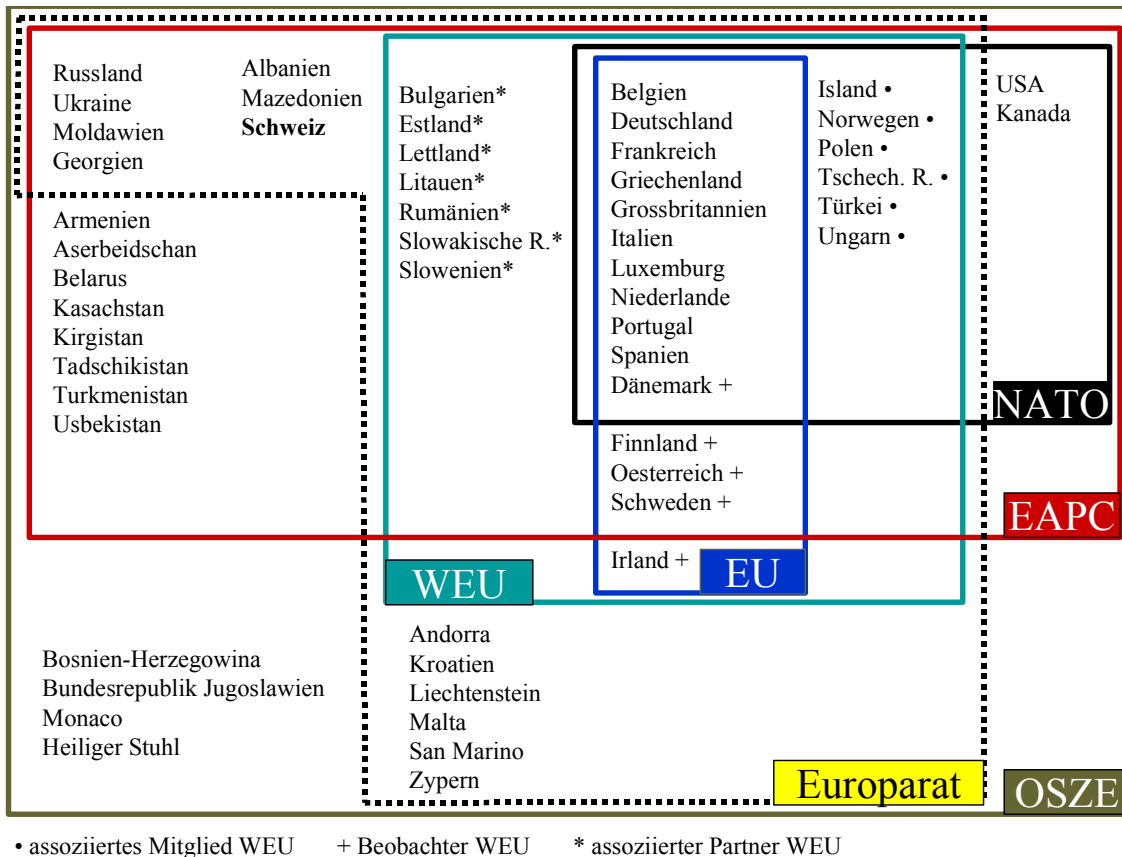 Russland
Ukraine
Moldawien
Georgien
Albanien
Mazedonien
Schweiz
Armenien
Aserbeidschan
Belarus
Kasachstan
Kirgistan
Tadschikistan
Turkmenistan
Usbekistan
Bulgarien*
Estland*
Lettland*
Litauen*
Rumänien*
Slowakische R.*
Slowenien*
Belgien
Deutschland
Frankreich
Griechenland
Grossbritannien
Italien
Luxemburg
Niederlande
Portugal
Spanien
Dänemark +
Finnland +
Oesterreich +
Schweden +
Irland +
Island •
Norwegen •
Polen •
Tschech. R. •
Türkei •
Ungarn •
USA
Kanada
NATO
EAPC
EU
WEU
Bosnien-Herzegowina
Bundesrepublik Jugoslawien
Monaco
Heiliger Stuhl
Andorra
Kroatien
Liechtenstein
Malta
San Marino
Zypern
Europarat
OSZE
• assoziiertes Mitglied WEU + Beobachter WEU * assoziierter Partner WEU